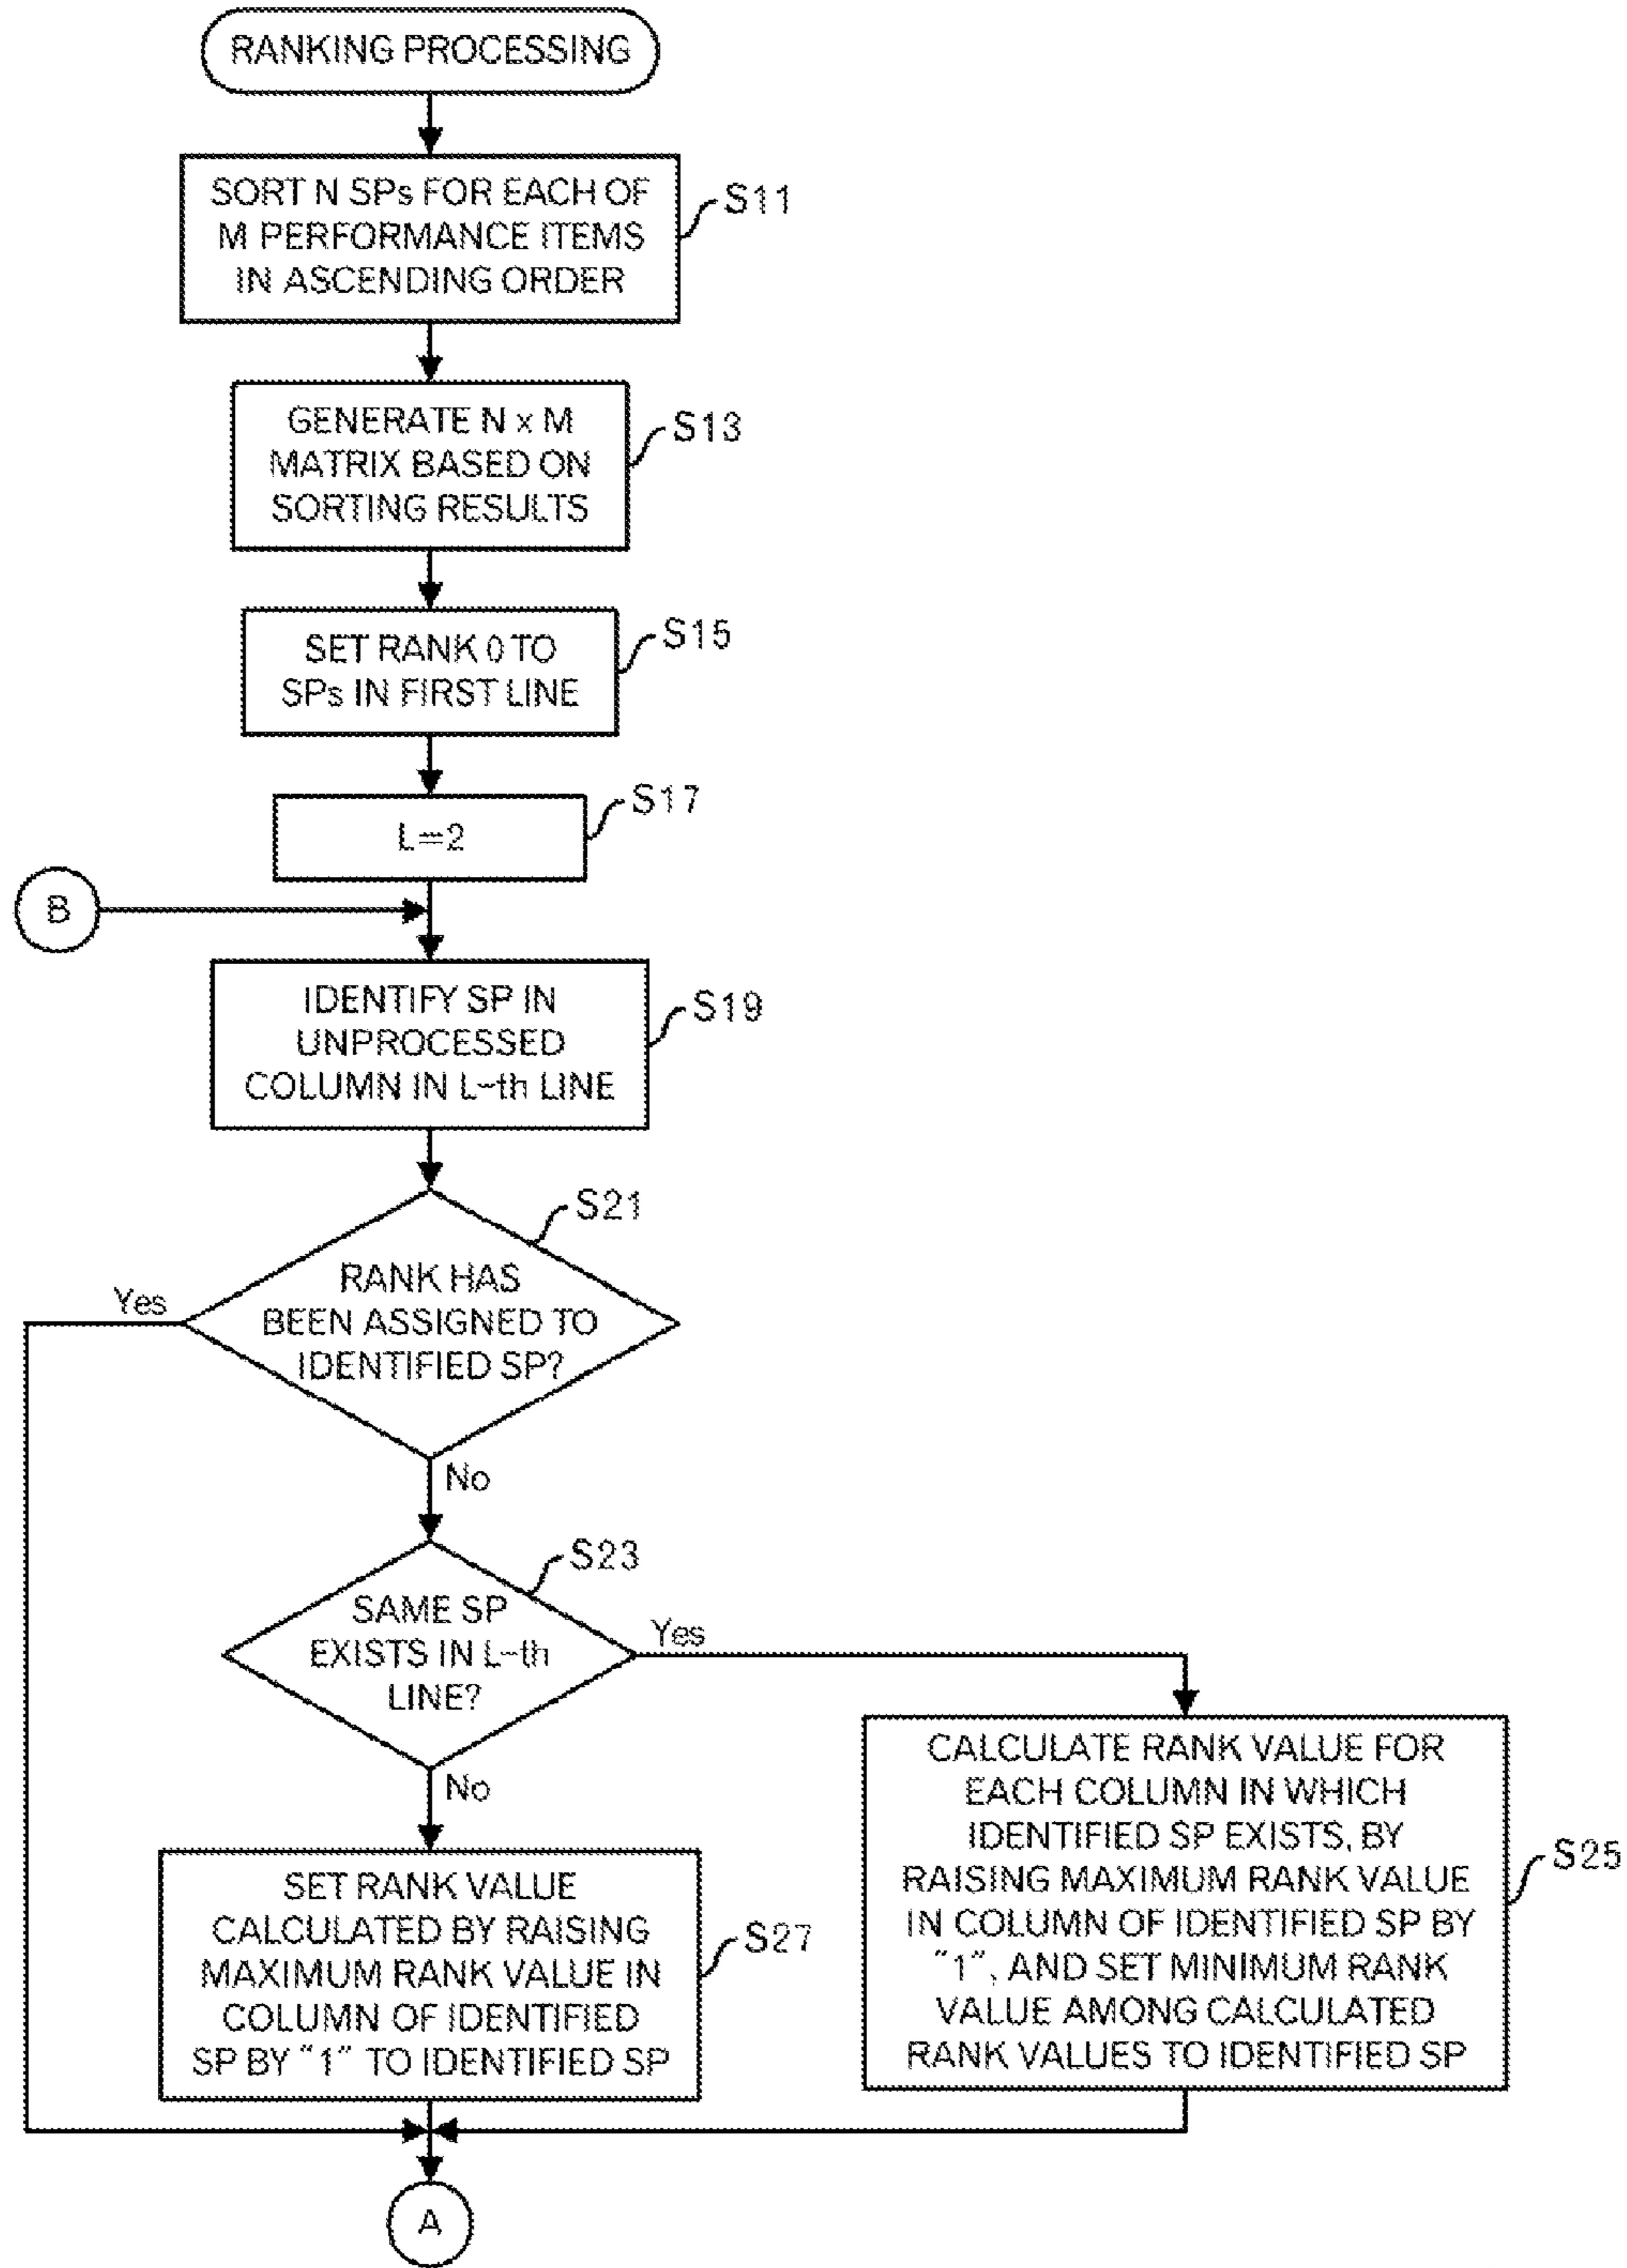 RANKING PROCESSING
SORT N SPs FOR EACH OF
M PERFORMANCE ITEMS
IN ASCENDING ORDER
S11
GENERATE N x M
MATRIX BASED ON
SORTING RESULTS
S13
SET RANK 0 TO
SPs IN FIRST LINE
S15
L=2
S17
B
IDENTIFY SP IN
UNPROCESSED
COLUMN IN L-th LINE
S19
RANK HAS
BEEN ASSIGNED TO
IDENTIFIED SP?
S21
Yes
No
SAME SP
EXISTS IN L-th
LINE?
S23
Yes
No
CALCULATE RANK VALUE FOR
EACH COLUMN IN WHICH
IDENTIFIED SP EXISTS, BY
RAISING MAXIMUM RANK VALUE
IN COLUMN OF IDENTIFIED SP BY
"1", AND SET MINIMUM RANK
VALUE AMONG CALCULATED
RANK VALUES TO IDENTIFIED SP
S25
SET RANK VALUE
CALCULATED BY RAISING
MAXIMUM RANK VALUE IN
COLUMN OF IDENTIFIED
SP BY "1" TO IDENTIFIED SP
S27
A